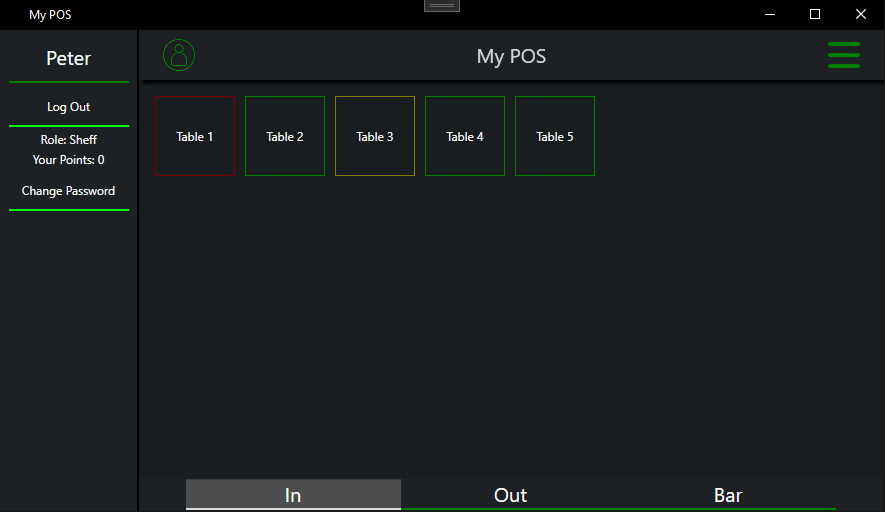 My POS
Peter
Log Out
Role: Sheff
Your Points: 0
Change Password
My POS
Table 1
Table 2
Table 3
Table 4
Table 5
In
Out
Bar